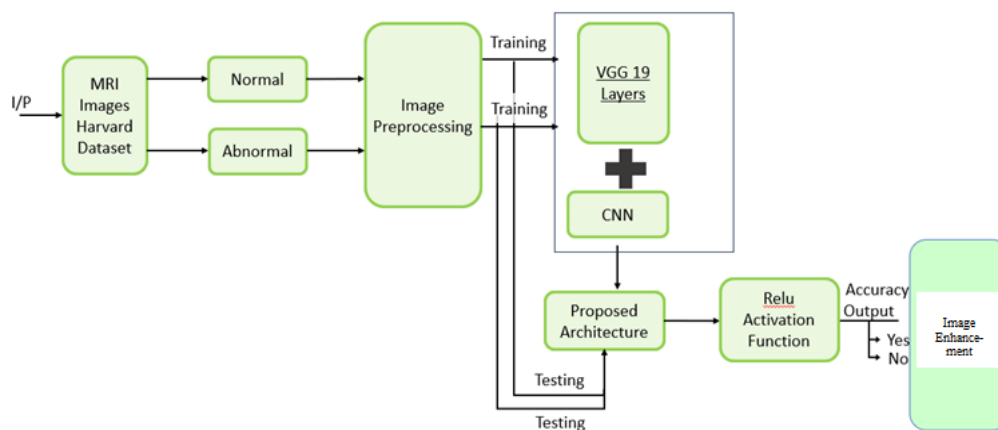 I/P
MRI
Images
Harvard
Dataset
Normal
Abnormal
Image
Preprocessing
Training
Training
VGG 19
Layers
CNN
Proposed
Architecture
Testing
Testing
Relu
Activation
Function
Accuracy
Output
Yes
No
Image
Enhance-
ment